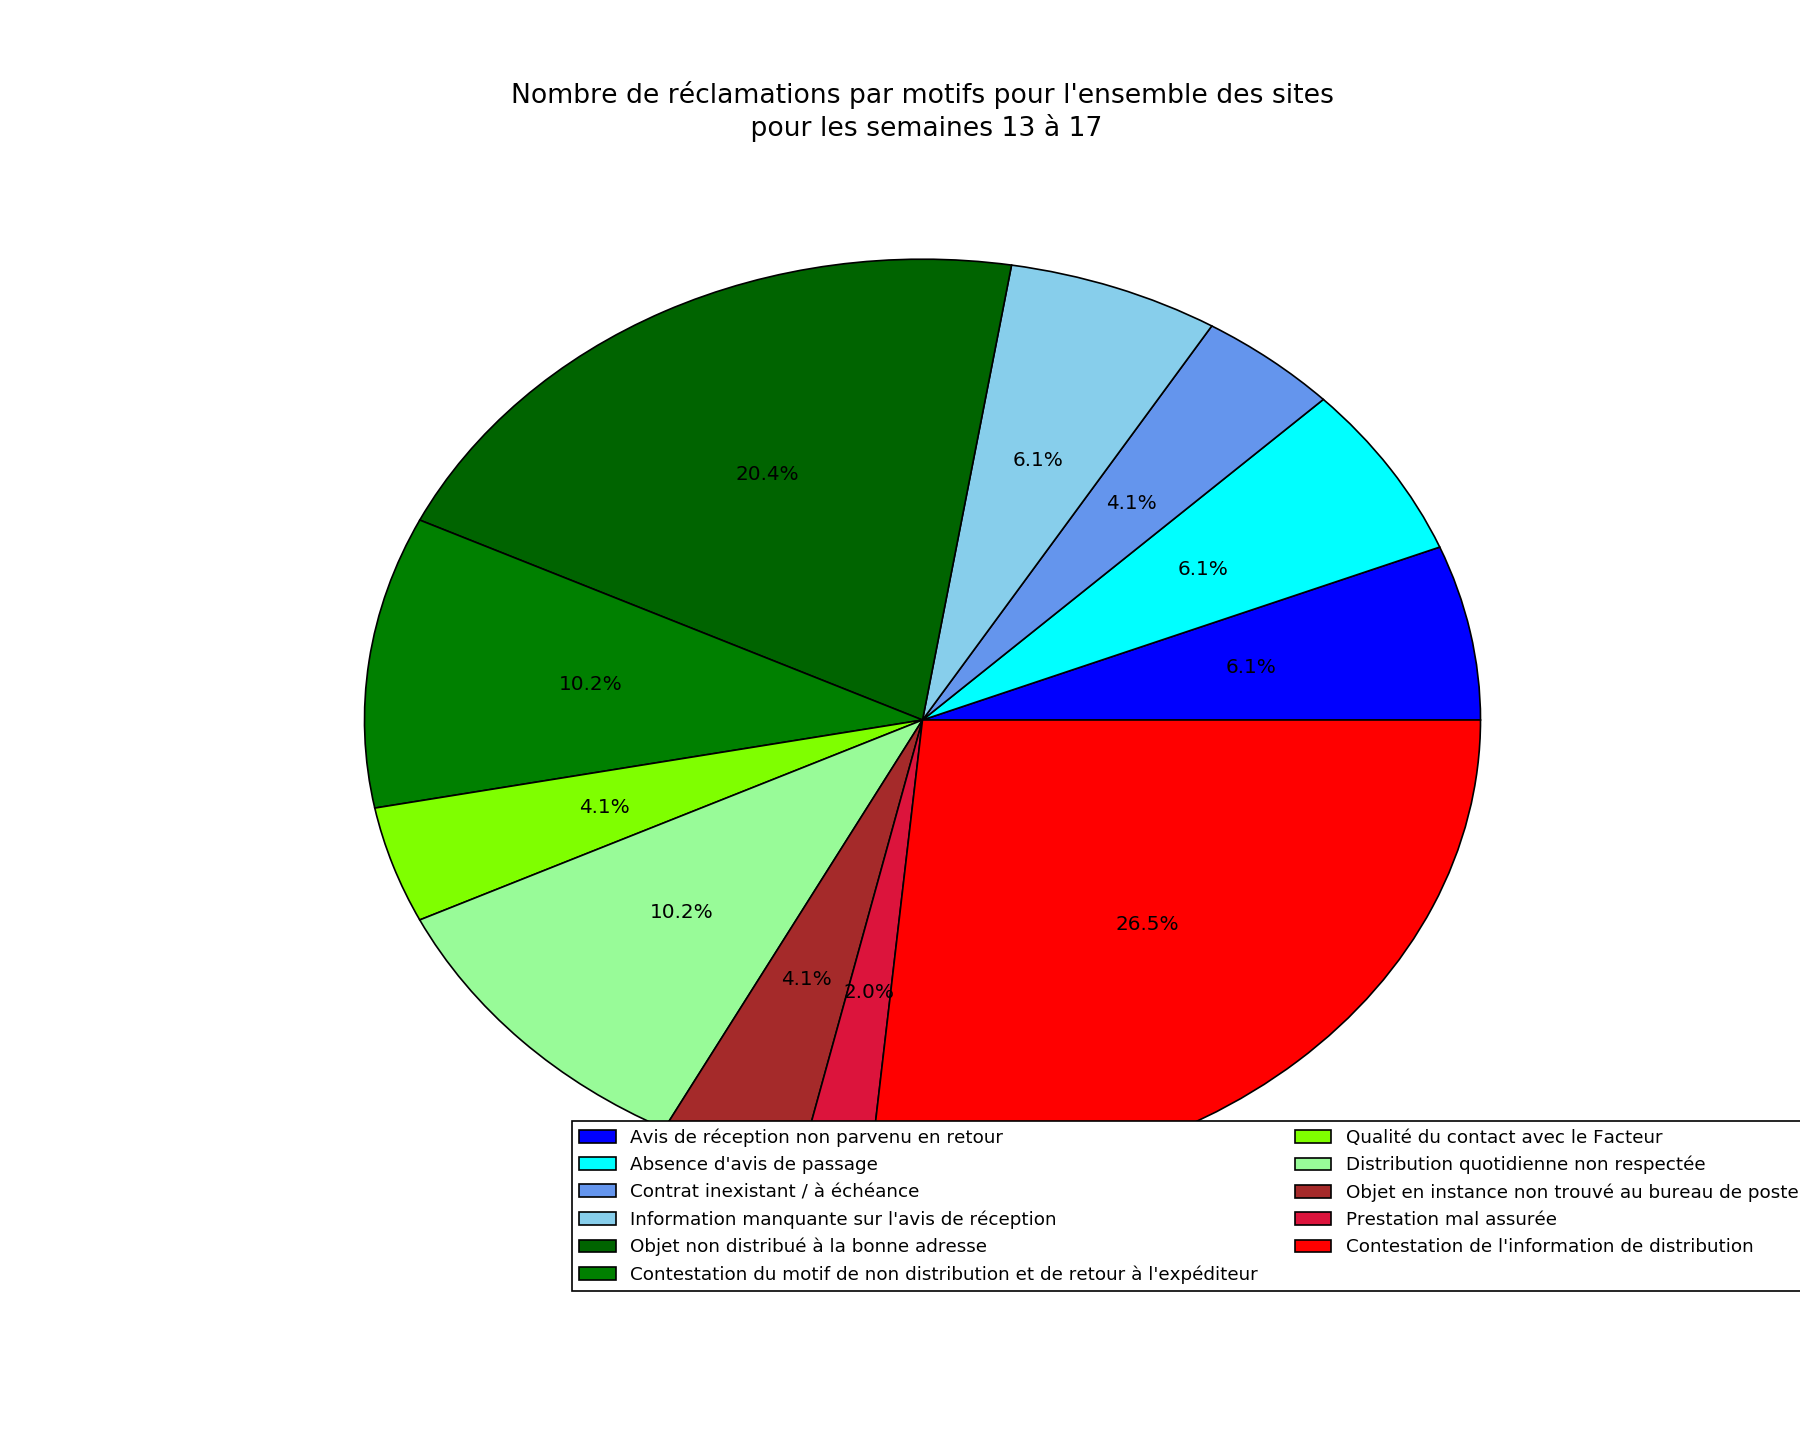 Nombre de réclamations par motifs pour l'ensemble des sites
pour les semaines 13 à 17
6.1%
4.1%
20.4%
6.1%
6.1%
10.2%
4.1%
10.2%
26.5%
4.1%
2.0%
Avis de réception non parvenu en retour
Absence d'avis de passage
Contrat inexistant / à échéance
Information manquante sur l'avis de réception
Objet non distribué à la bonne adresse
Contestation du motif de non distribution et de retour à l'expéditeur
Qualité du contact avec le Facteur
Distribution quotidienne non respectée
Objet en instance non trouvé au bureau de poste
Prestation mal assurée
Contestation de l'information de distribution